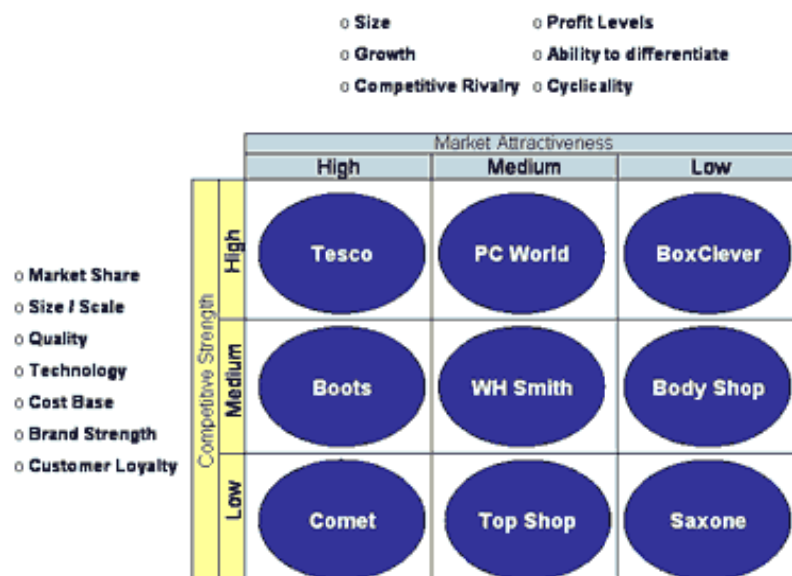 o Size o Profit Levels
o Growth o Ability to differentiate
o Competitive Rivalry o Cyclicality
Market Attractiveness
High Medium Low
Competitive Strength
High
Tesco PC World BoxClever
o Market Share
o Size / Scale
o Quality
o Technology
o Cost Base
o Brand Strength
o Customer Loyalty
Medium
Boots WH Smith Body Shop
Low
Comet Top Shop Saxone